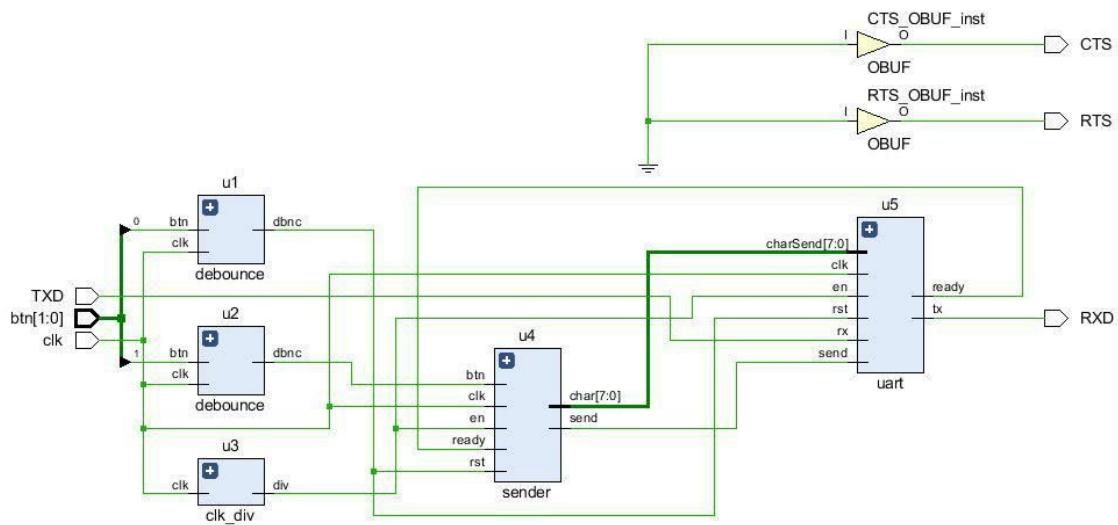 CTS_OBUF_inst
I
O
CTS
OBUF
RTS_OBUF_inst
I
O
RTS
OBUF
u1
0
btn
dbnc
clk
debounce
TXD
btn[1:0]
clk
u2
1
btn
dbnc
clk
debounce
u3
clk
div
clk_div
u4
btn
clk
char[7:0]
en
send
ready
rst
sender
u5
charSend[7:0]
clk
en
ready
rst
tx
RXD
rx
send
uart